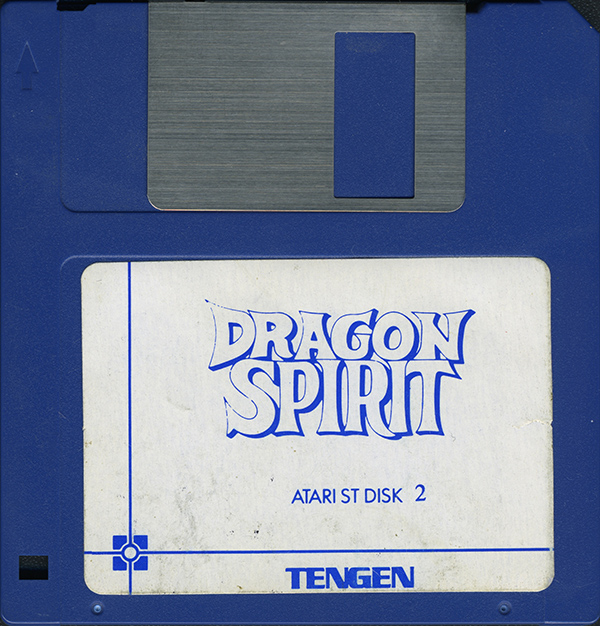 DRAGON
SPIRIT
ATARI ST DISK 2
TENGEN